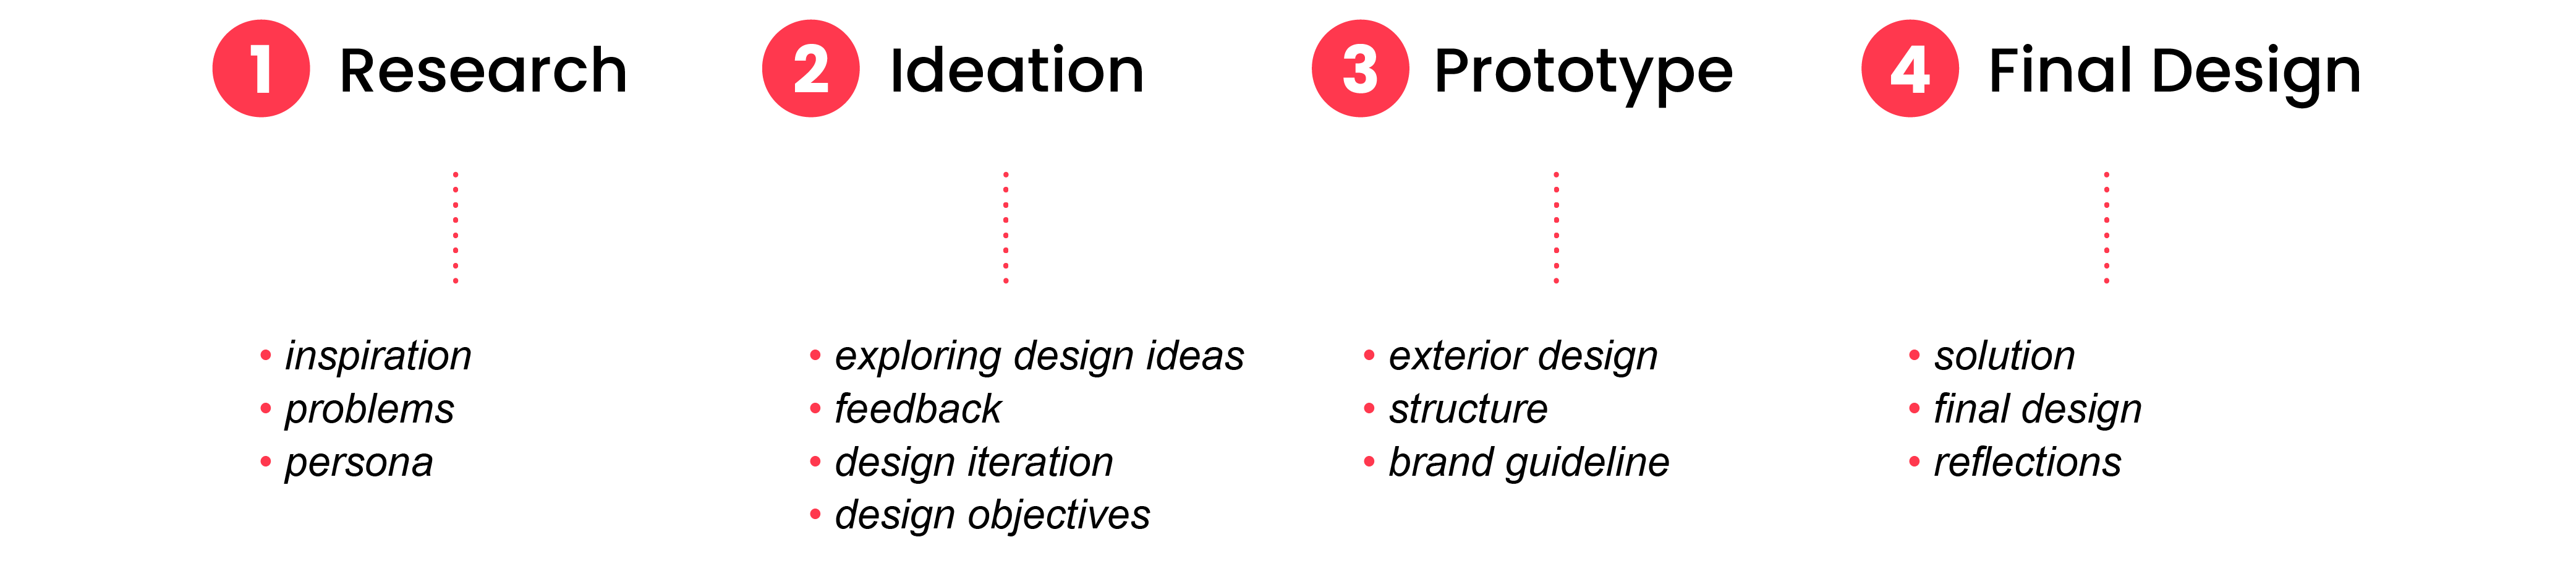 1 Research
• inspiration
• problems
• persona
2 Ideation
• exploring design ideas
• feedback
• design iteration
• design objectives
3 Prototype
• exterior design
• structure
• brand guideline
4 Final Design
• solution
• final design
• reflections